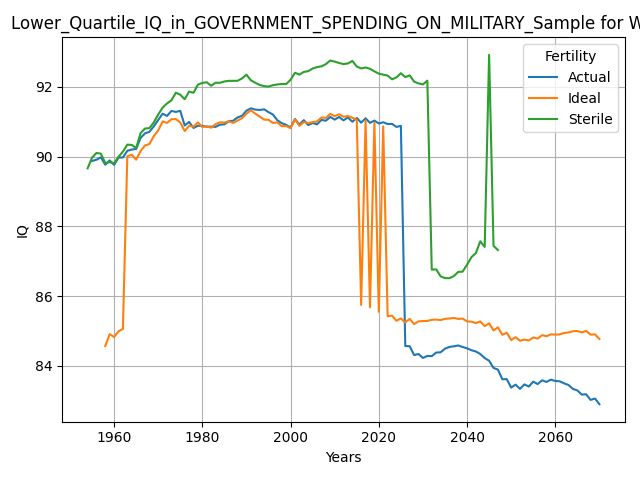 Lower_Quartile_IQ_in_GOVERNMENT_SPENDING_ON_MILITARY_Sample for W
Fertility
Actual
Ideal
Sterile
IQ
92
90
88
86
84
1960 1980 2000 2020 2040 2060
Years